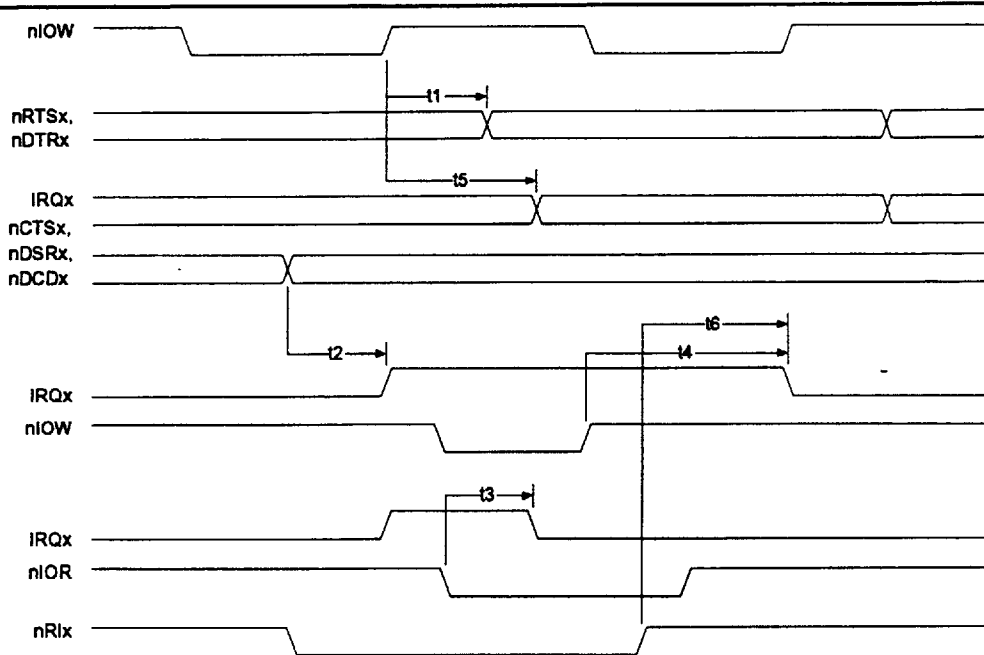 nIOW
t1
nRTSx,
nDTRx
t5
IRQx
nCTSx,
nDSRx,
nDCDx
t6
t2
t4
IRQx
nIOW
t3
IRQx
nIOR
nRIx